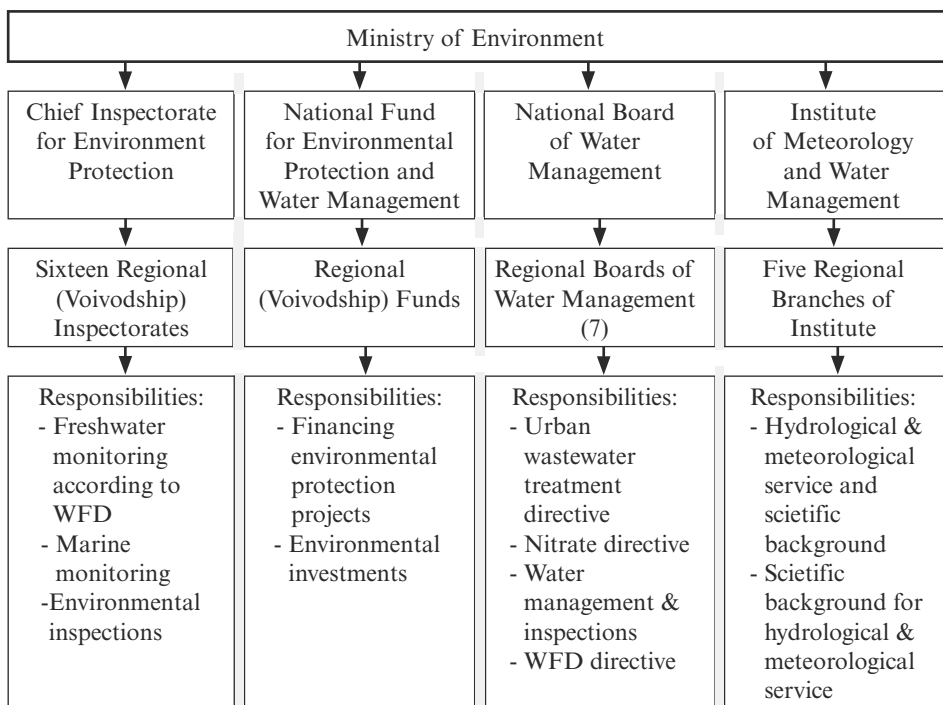 Ministry of Environment
Chief Inspectorate
for Environment
Protection
National Fund
for Environmental
Protection and
Water Management
National Board
of Water
Management
Institute
of Meteorology
and Water
Management
Sixteen Regional
(Voivodship)
Inspectorates
Regional
(Voivodship) Funds
Regional Boards of
Water Management
(7)
Five Regional
Branches of
Institute
Responsibilities:
- Freshwater
monitoring
according to
WFD
- Marine
monitoring
-Environmental
inspections
Responsibilities:
- Financing
environmental
protection
projects
- Environmental
investments
Responsibilities:
- Urban
wastewater
treatment
directive
- Nitrate directive
- Water
management &
inspections
- WFD directive
Responsibilities:
- Hydrological &
meteorological
service and
scietific
background
- Scietific
background for
hydrological &
meteorological
service